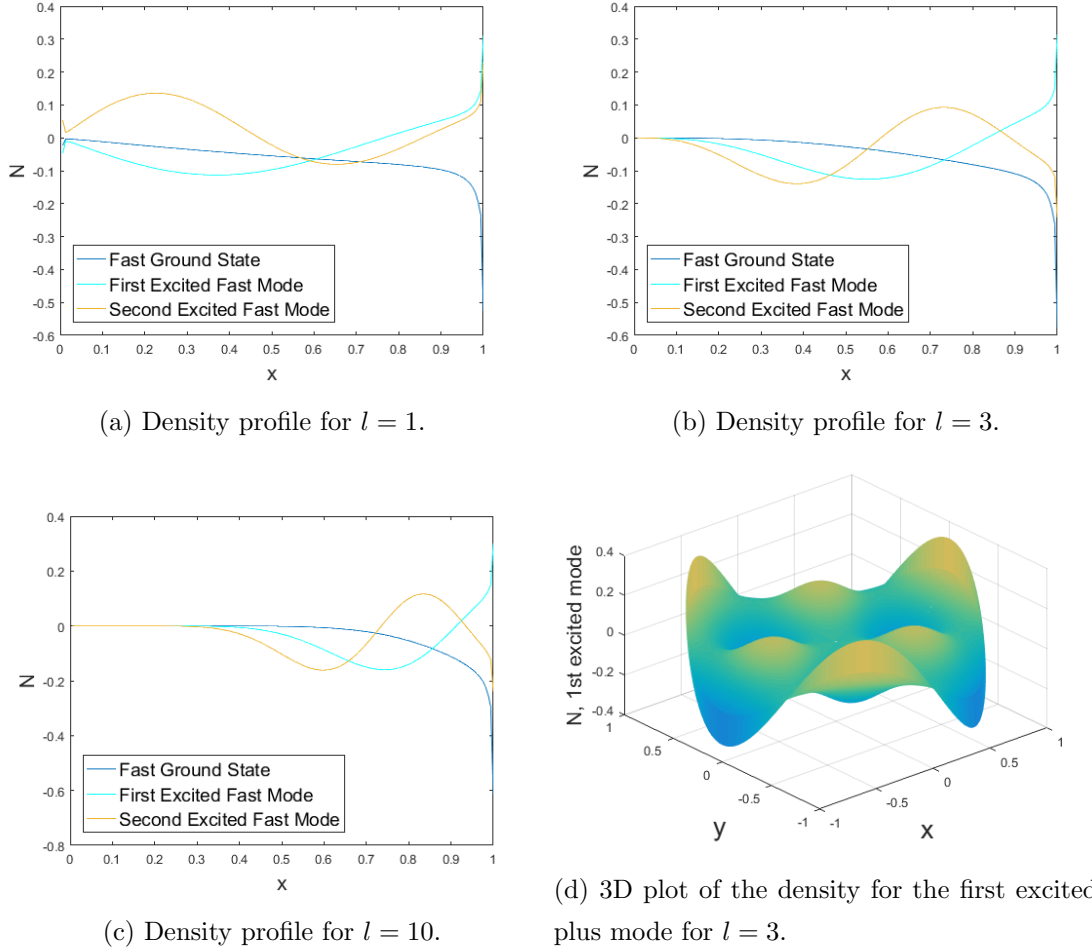 0.4
0.3
0.2
0.1
0
-0.1
-0.2
-0.3
-0.4
-0.5
-0.6
N
Fast Ground State
First Excited Fast Mode
Second Excited Fast Mode
0 0.1 0.2 0.3 0.4 0.5 0.6 0.7 0.8 0.9 1
x
(a) Density profile for l = 1.
0.4
0.3
0.2
0.1
0
-0.1
-0.2
-0.3
-0.4
-0.5
-0.6
N
Fast Ground State
First Excited Fast Mode
Second Excited Fast Mode
0 0.1 0.2 0.3 0.4 0.5 0.6 0.7 0.8 0.9 1
x
(b) Density profile for l = 3.
0.4
0.2
0
-0.2
-0.4
-0.6
-0.8
N
Fast Ground State
First Excited Fast Mode
Second Excited Fast Mode
0 0.1 0.2 0.3 0.4 0.5 0.6 0.7 0.8 0.9 1
x
(c) Density profile for l = 10.
N, 1st excited mode
0.4
0.2
0
-0.2
-0.4
1
0.5
0
-0.5
-1
y
-1
-0.5
0
0.5
1
x
(d) 3D plot of the density for the first excited
plus mode for l = 3.